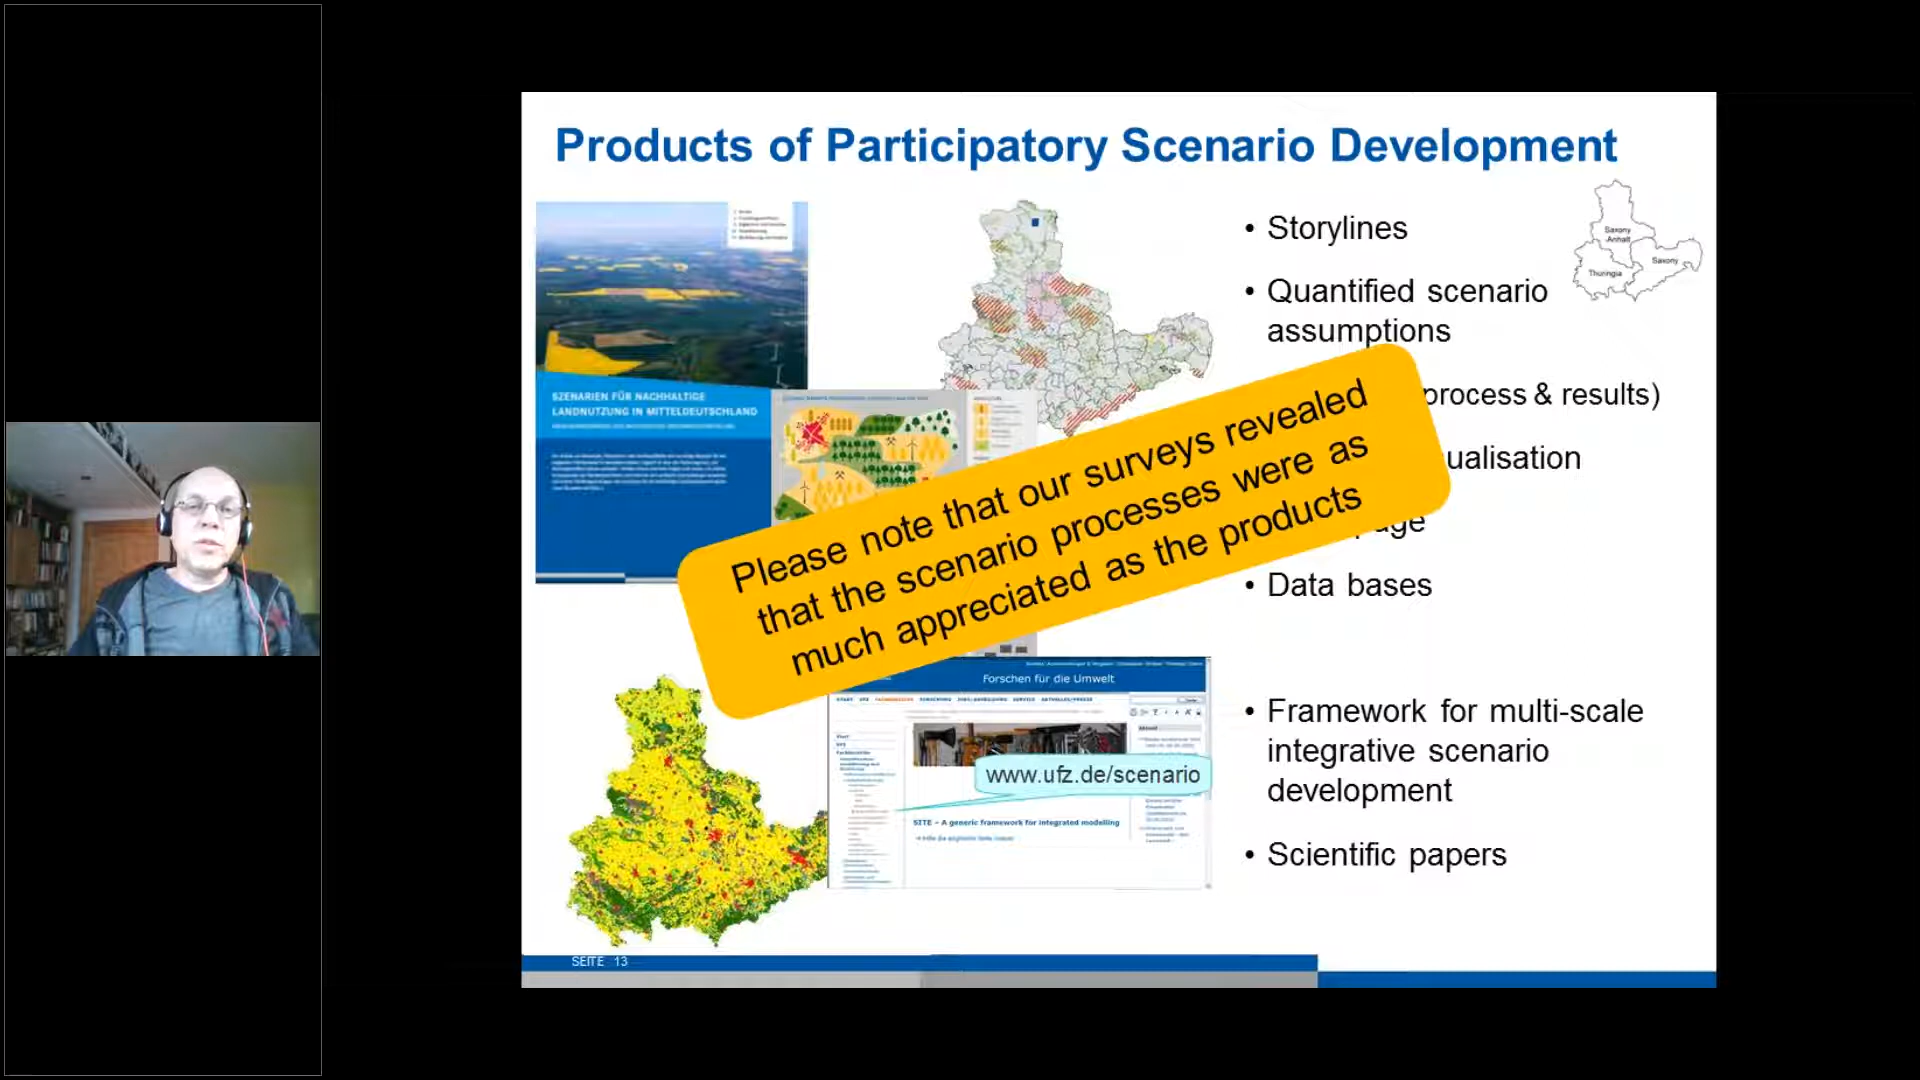 Products of Participatory Scenario Development
• Storylines
• Quantified scenario
assumptions
process & results)
ualisation
age
• Data bases
• Framework for multi-scale
integrative scenario
development
• Scientific papers
Saxony
Anhalt
Saxony
Thuringia
SZENARIEN FÜR NACHHALTIGE
LANDNUTZUNG IN MITTELDEUTSCHLAND
Please note that our surveys revealed
that the scenario processes were as
much appreciated as the products
Forschen für die Umwelt
www.ufz.de/scenario
SITE – A generic framework for integrated modelling
SEITE 13